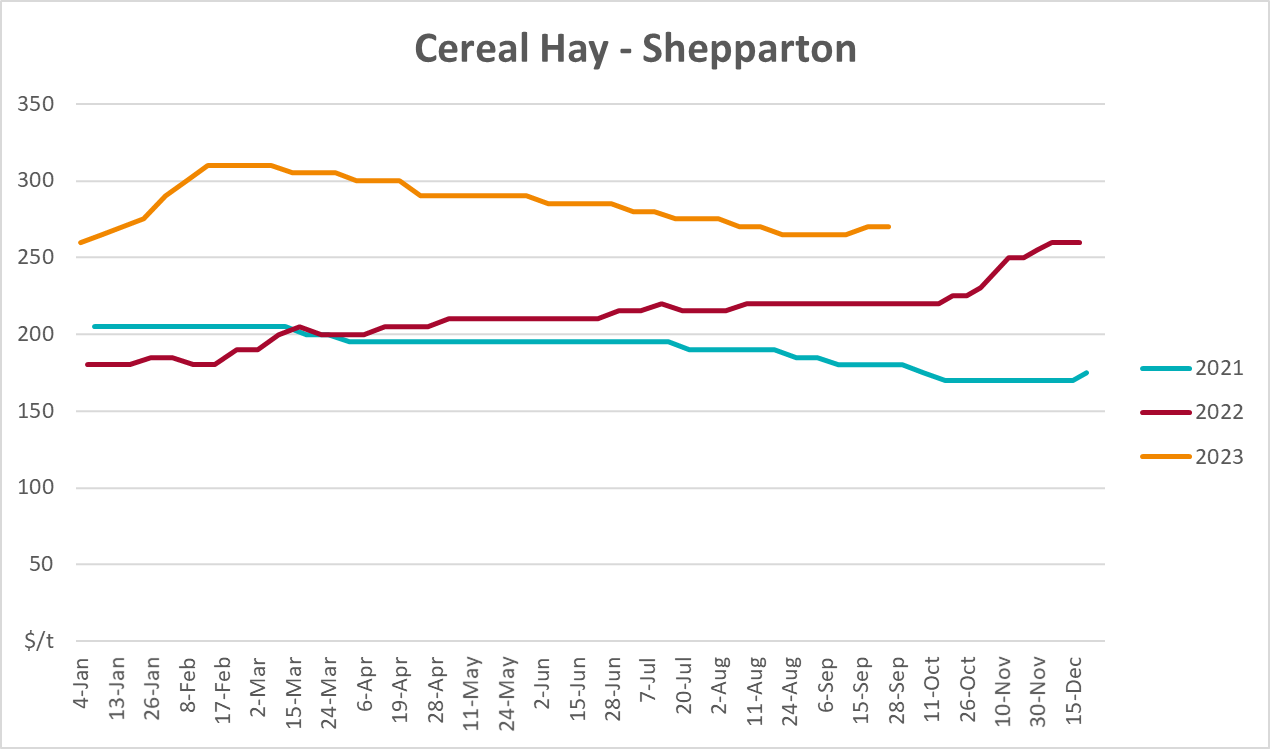 Cereal Hay - Shepparton
350
300
250
200
150
100
50
$/t
4-Jan
13-Jan
26-Jan
8-Feb
17-Feb
2-Mar
15-Mar
24-Mar
6-Apr
19-Apr
28-Apr
11-May
24-May
2-Jun
15-Jun
28-Jun
7-Jul
20-Jul
2-Aug
11-Aug
24-Aug
6-Sep
15-Sep
28-Sep
11-Oct
26-Oct
10-Nov
30-Nov
15-Dec
2021
2022
2023